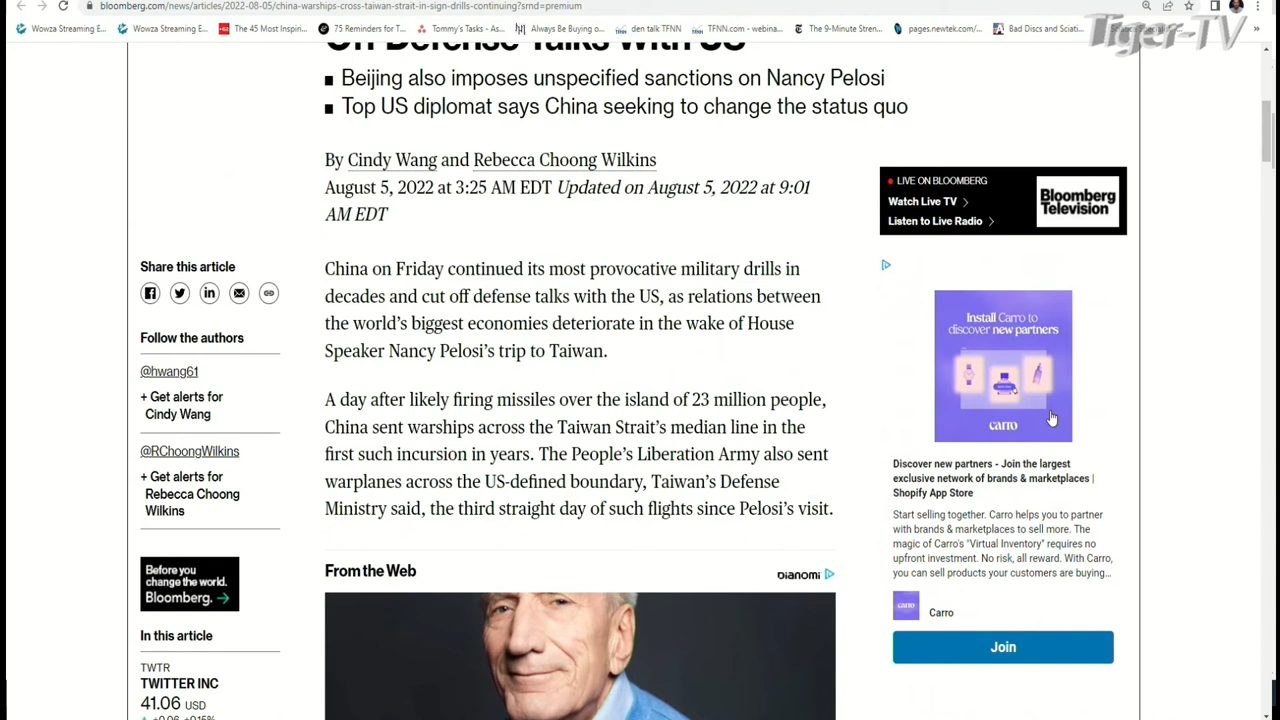 bloomberg.com/news/articles/2022-08-05/china-warships-cross-taiwan-strait-in-sign-drills-continuing?srnd=premium
Wowza Streaming E...
Wowza Streaming E...
The 45 Most Inspiri...
75 Reminders for T...
Tommy's Tasks - As...
Always Be Buying o...
den talk TFNN
TFNN.com - webina...
The 9-Minute Stren...
pages.newtek.com/...
Bad Discs and Sciati...
»
Tiger-TV
On Defense Talks With US
Beijing also imposes unspecified sanctions on Nancy Pelosi
Top US diplomat says China seeking to change the status quo
By Cindy Wang and Rebecca Choong Wilkins
August 5, 2022 at 3:25 AM EDT Updated on August 5, 2022 at 9:01
AM EDT
China on Friday continued its most provocative military drills in
decades and cut off defense talks with the US, as relations between
the world's biggest economies deteriorate in the wake of House
Speaker Nancy Pelosi's trip to Taiwan.
A day after likely firing missiles over the island of 23 million people,
China sent warships across the Taiwan Strait's median line in the
first such incursion in years. The People's Liberation Army also sent
warplanes across the US-defined boundary, Taiwan's Defense
Ministry said, the third straight day of such flights since Pelosi's visit.
From the Web
DIANOMI
Share this article
Follow the authors
@hwang61
+ Get alerts for
Cindy Wang
@RChoongWilkins
+ Get alerts for
Rebecca Choong
Wilkins
Before you
change the world.
Bloomberg. →
In this article
TWTR
TWITTER INC
41.06 USD
+0.06 +0.15%
LIVE ON BLOOMBERG
Watch Live TV >
Listen to Live Radio >
Bloomberg
Television
Install Carro to
discover new partners
carro
Discover new partners - Join the largest
exclusive network of brands & marketplaces |
Shopify App Store
Start selling together. Carro helps you to partner
with brands & marketplaces to sell more. The
magic of Carro's "Virtual Inventory" requires no
upfront investment. No risk, all reward. With Carro,
you can sell products your customers are buying...
carro
Carro
Join